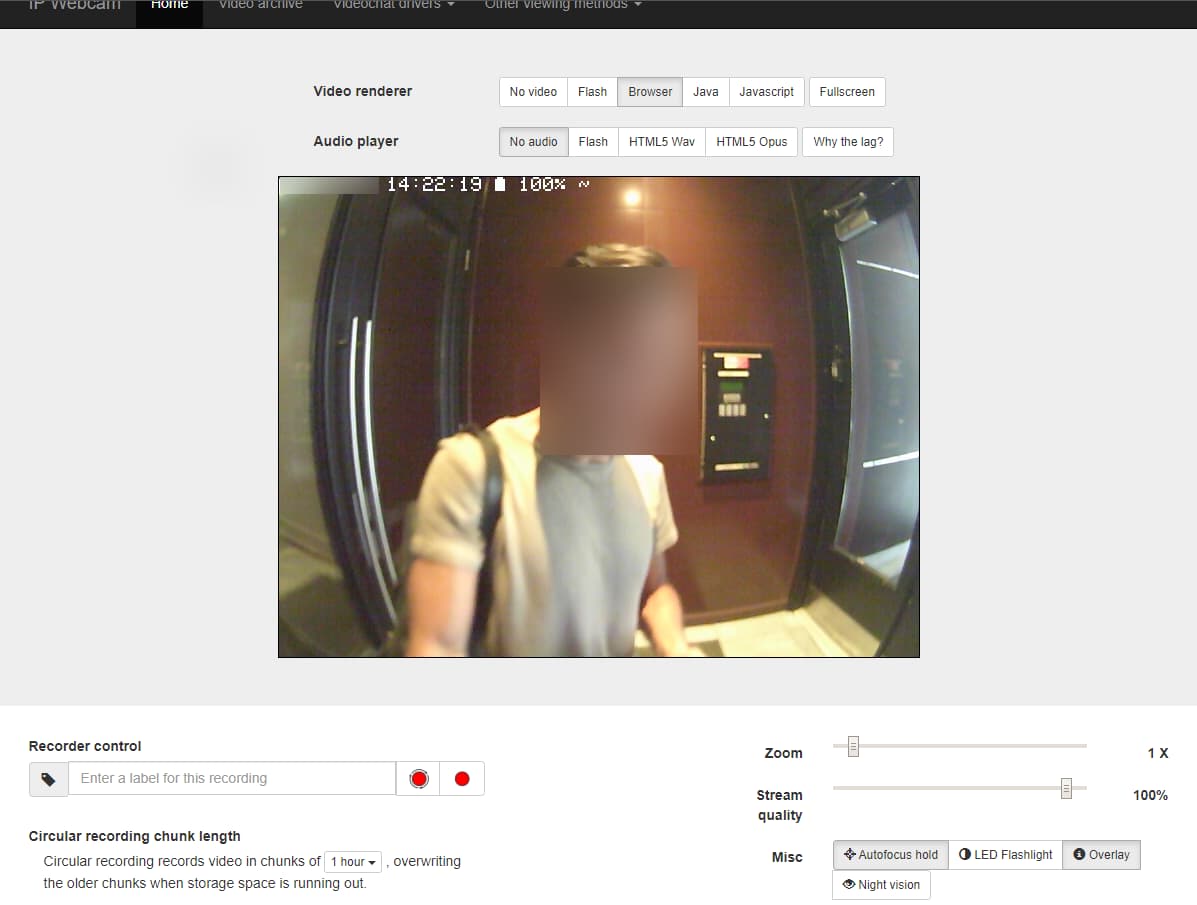 IP Webcam Home Video archive Videochat drivers Other viewing methods
Video renderer No video Flash Browser Java Javascript Fullscreen
Audio player No audio Flash HTML5 Wav HTML5 Opus Why the lag?
14:22:19 100% ~
Recorder control
Enter a label for this recording
Circular recording chunk length
Circular recording records video in chunks of 1 hour , overwriting
the older chunks when storage space is running out.
Zoom 1 X
Stream quality 100%
Misc Autofocus hold LED Flashlight Overlay
Night vision